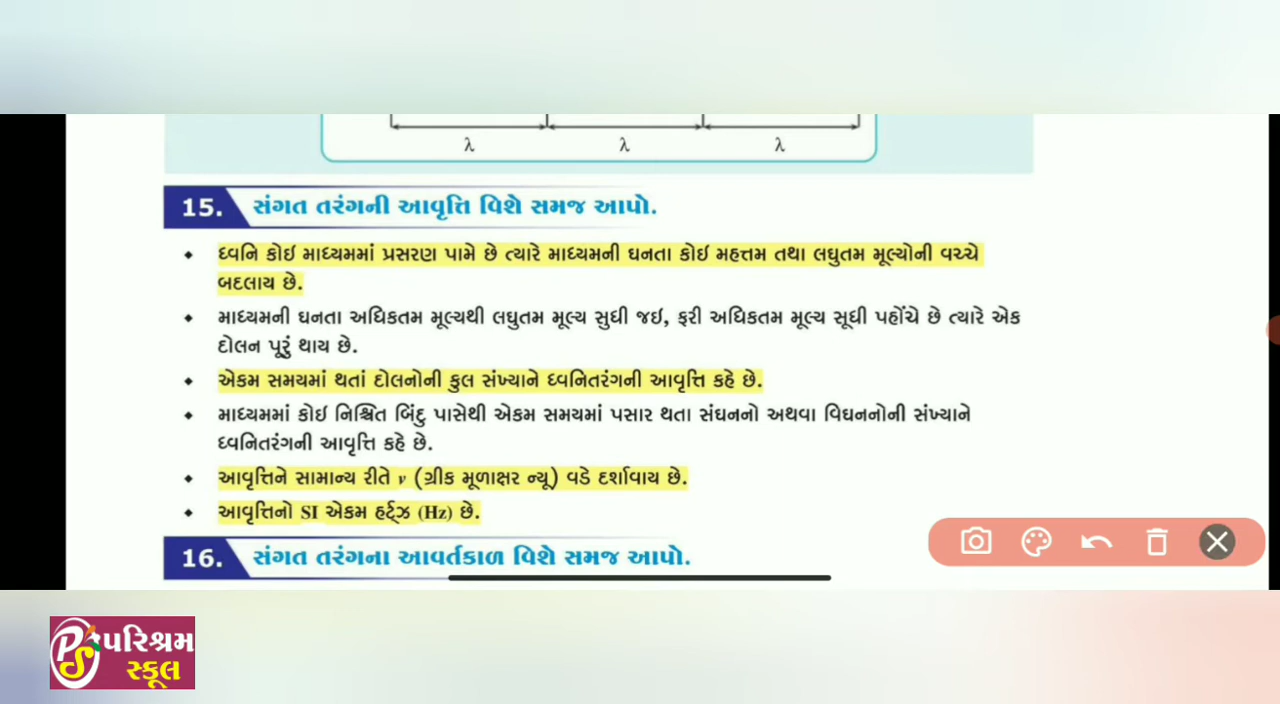 λ λ λ
15. સંગત તરંગની આવૃત્તિ વિશે સમજ આપો.
ધ્વનિ કોઈ માધ્યમમાં પ્રસરણ પામે છે ત્યારે માધ્યમની ઘનતા કોઈ મહત્તમ તથા લઘુતમ મૂલ્યોની વચ્ચે
બદલાય છે.
માધ્યમની ઘનતા અધિકતમ મૂલ્યથી લઘુતમ મૂલ્ય સુધી જઇ, ફરી અધિકતમ મૂલ્ય સૂધી પહોંચે છે ત્યારે એક
દોલન પૂરું થાય છે.
એકમ સમયમાં થતાં દોલનોની કુલ સંખ્યાને ધ્વનિતરંગની આવૃત્તિ કહે છે.
માધ્યમમાં કોઈ નિશ્ચિત બિંદુ પાસેથી એકમ સમયમાં પસાર થતા સંઘનનો અથવા વિઘનનોની સંખ્યાને
ધ્વનિતરંગની આવૃત્તિ કહે છે.
આવૃત્તિને સામાન્ય રીતે ν (ગ્રીક મૂળાક્ષર ન્યૂ) વડે દર્શાવાય છે.
આવૃત્તિનો SI એકમ હર્ટ્ઝ (Hz) છે.
16. સંગત તરંગના આવર્તકાળ વિશે સમજ આપો.
PS પરિશ્રમ
સ્કૂલ